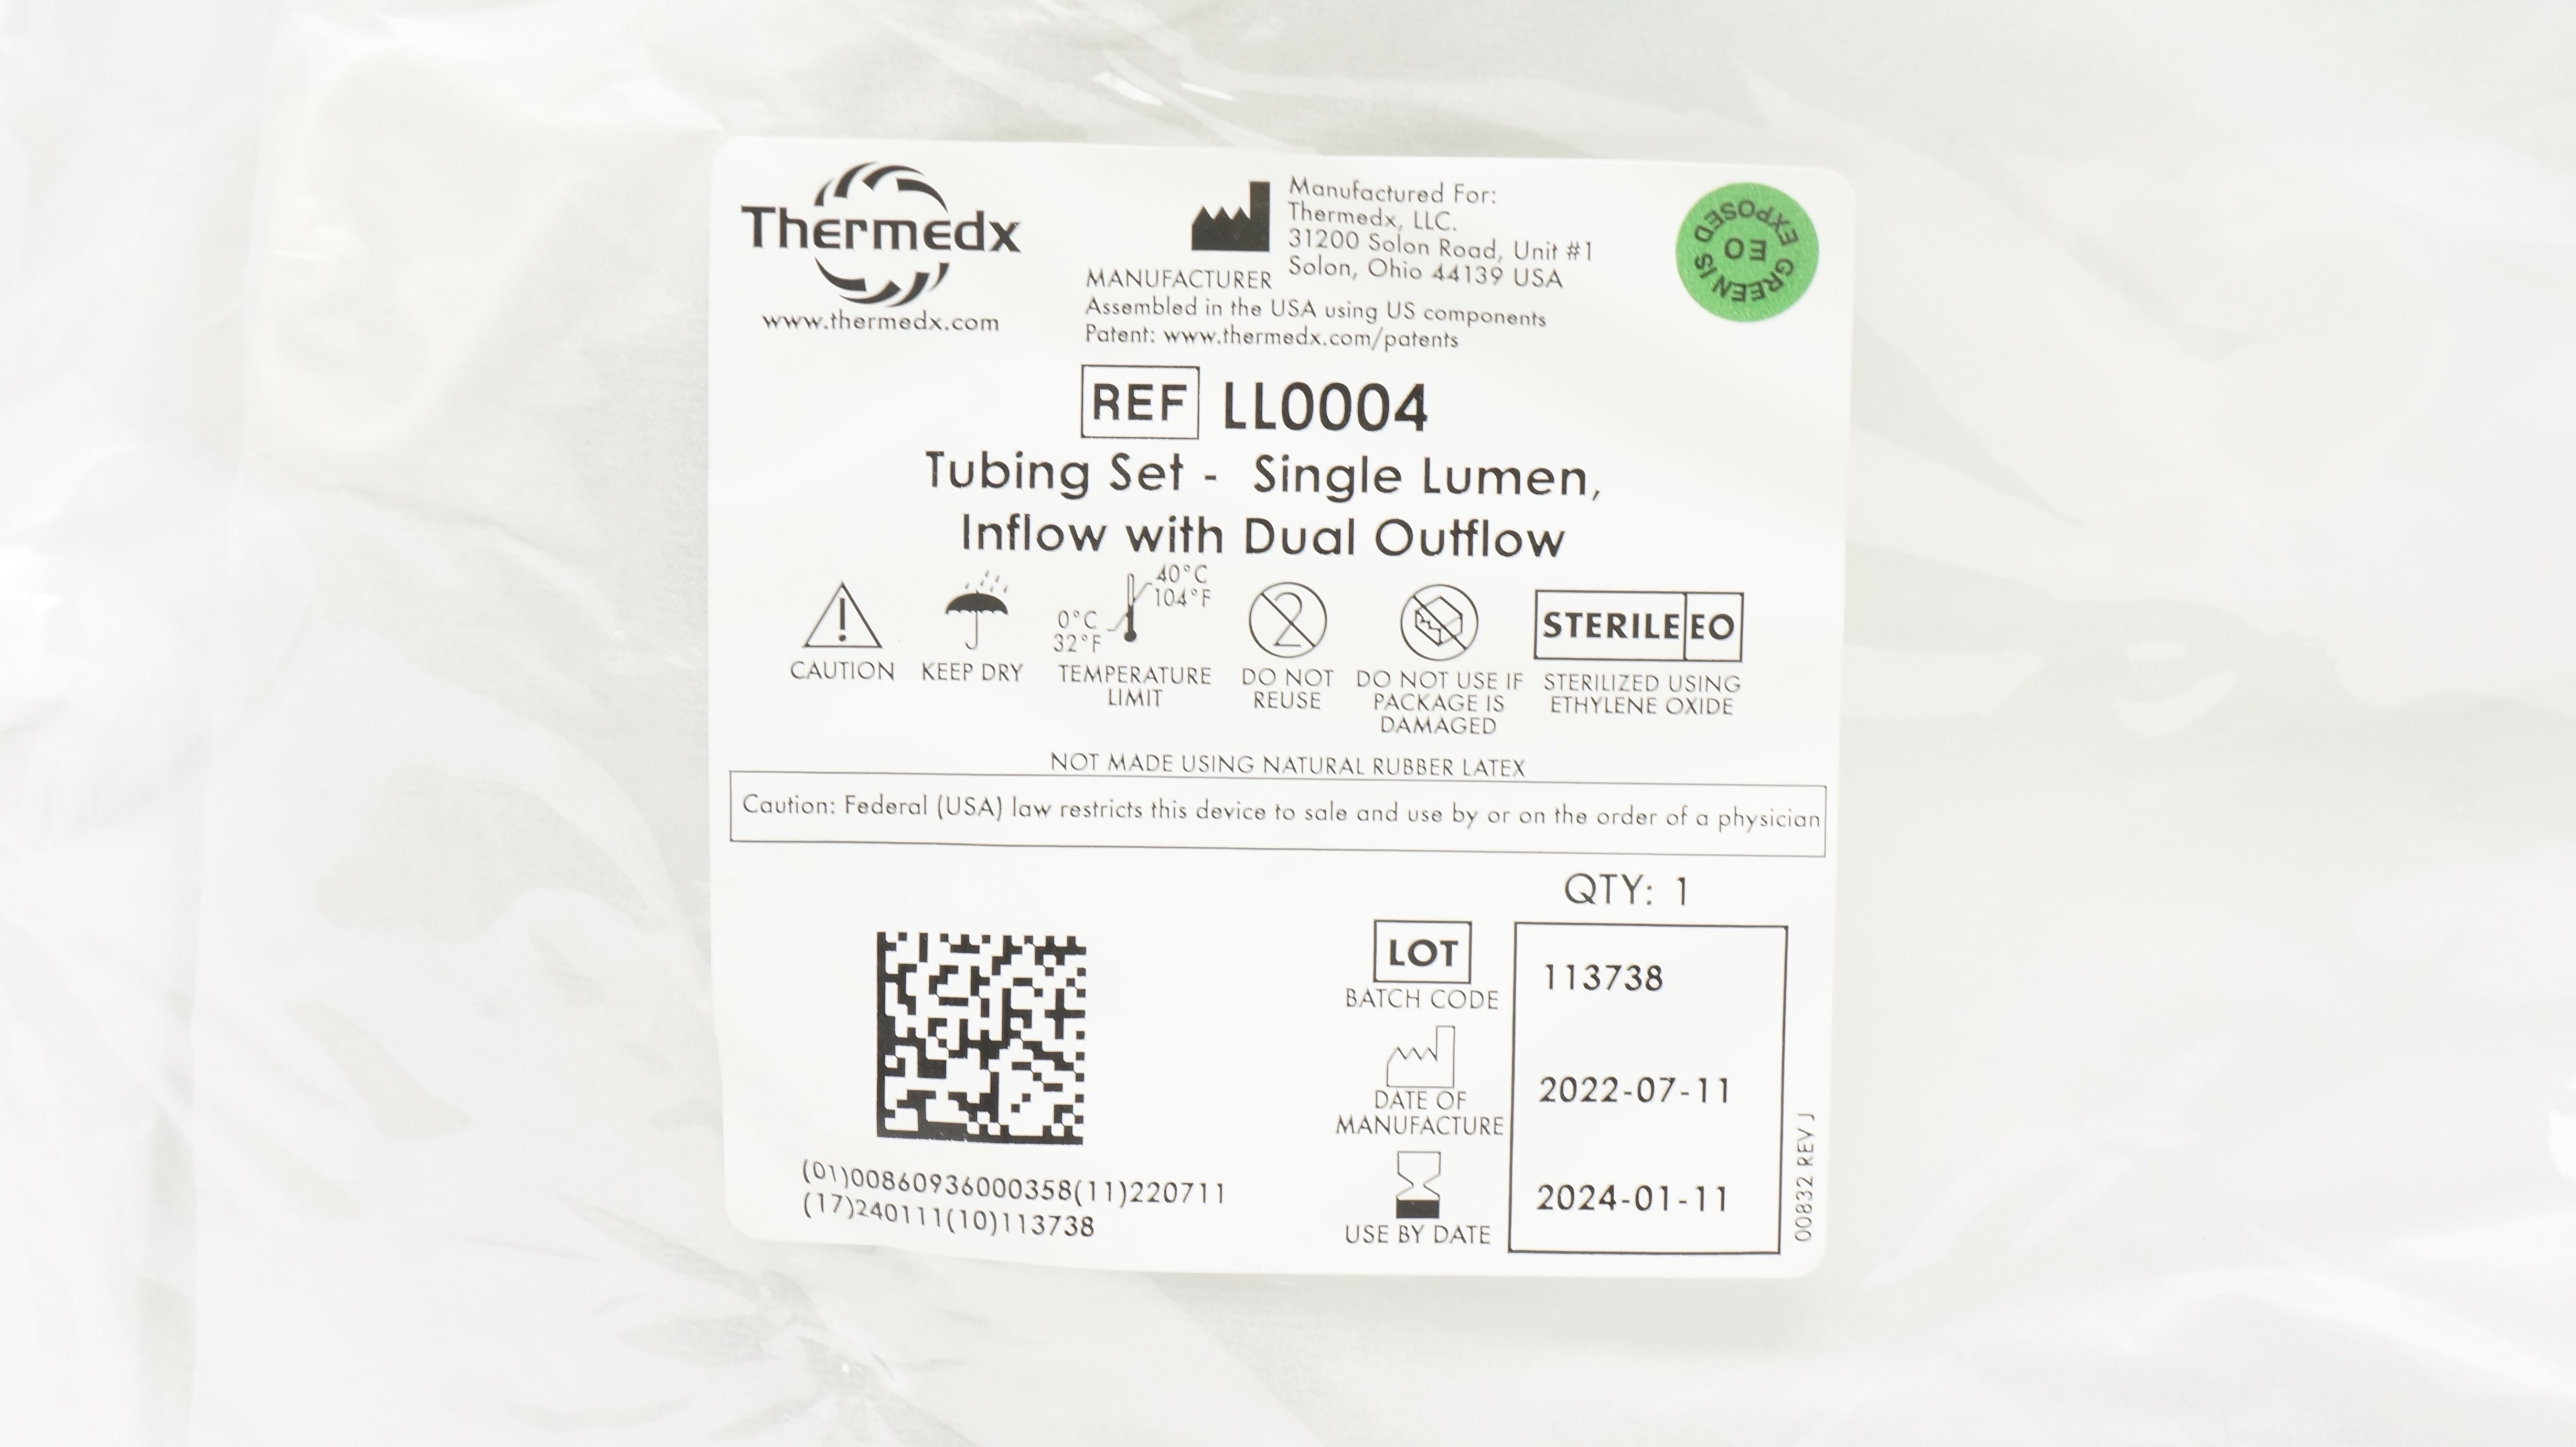 Thermedx
www.thermedx.com
MANUFACTURER
Manufactured For:
Thermedx, LLC.
31200 Solon Road, Unit #1
Solon, Ohio 44139 USA
Assembled in the USA using US components
Patent: www.thermedx.com/patents
GREEN IS EXPOSED
EO
REF LL0004
Tubing Set - Single Lumen,
Inflow with Dual Outflow
CAUTION
KEEP DRY
0°C
32°F
40°C
104°F
TEMPERATURE
LIMIT
2
DO NOT
REUSE
DO NOT USE IF
PACKAGE IS
DAMAGED
STERILE EO
STERILIZED USING
ETHYLENE OXIDE
NOT MADE USING NATURAL RUBBER LATEX
Caution: Federal (USA) law restricts this device to sale and use by or on the order of a physician
QTY: 1
LOT
BATCH CODE
113738
DATE OF
MANUFACTURE
2022-07-11
USE BY DATE
2024-01-11
(01)00860936000358(11)220711
(17)240111(10)113738
00832 REV J